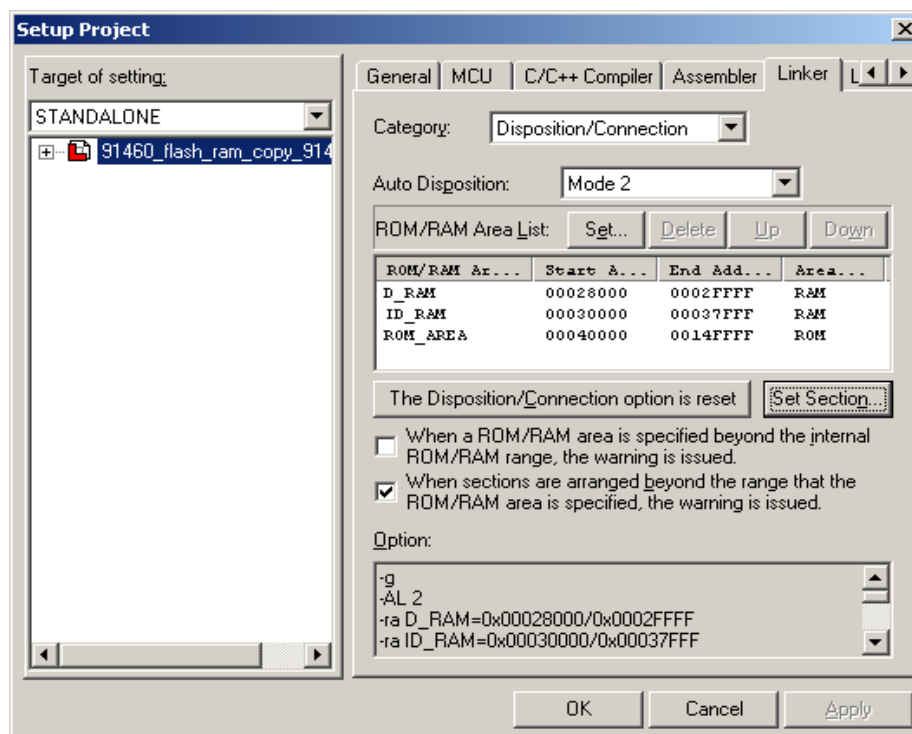 Setup Project
Target of setting:
STANDALONE
91460_flash_ram_copy_914
General
MCU
C/C++ Compiler
Assembler
Linker
L
Category:
Disposition/Connection
Auto Disposition:
Mode 2
ROM/RAM Area List:
Set...
Delete
Up
Down
ROM/RAM Ar... Start A... End Add... Area...
D_RAM 00028000 0002FFFF RAM
ID_RAM 00030000 00037FFF RAM
ROM_AREA 00040000 0014FFFF ROM
The Disposition/Connection option is reset
Set Section...
When a ROM/RAM area is specified beyond the internal
ROM/RAM range, the warning is issued.
When sections are arranged beyond the range that the
ROM/RAM area is specified, the warning is issued.
Option:
-g
-AL 2
-ra D_RAM=0x00028000/0x0002FFFF
-ra ID_RAM=0x00030000/0x00037FFF
OK
Cancel
Apply